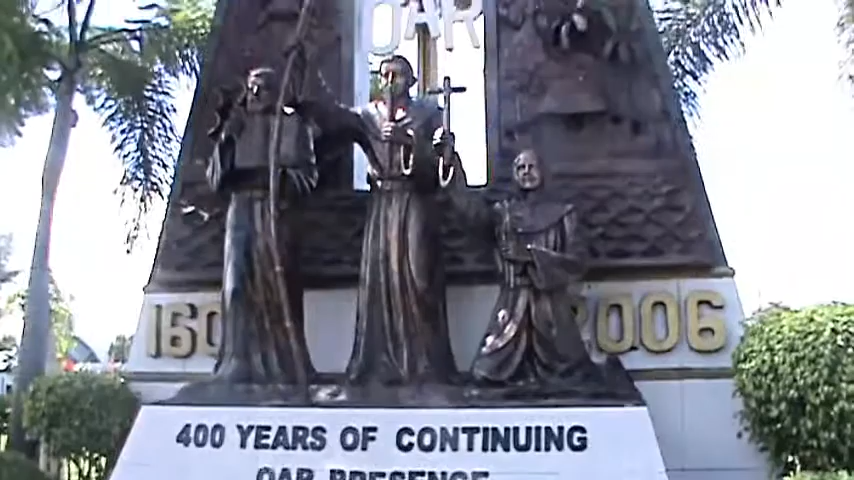 OAR
160
2006
400 YEARS OF CONTINUING
OAR PRESENCE